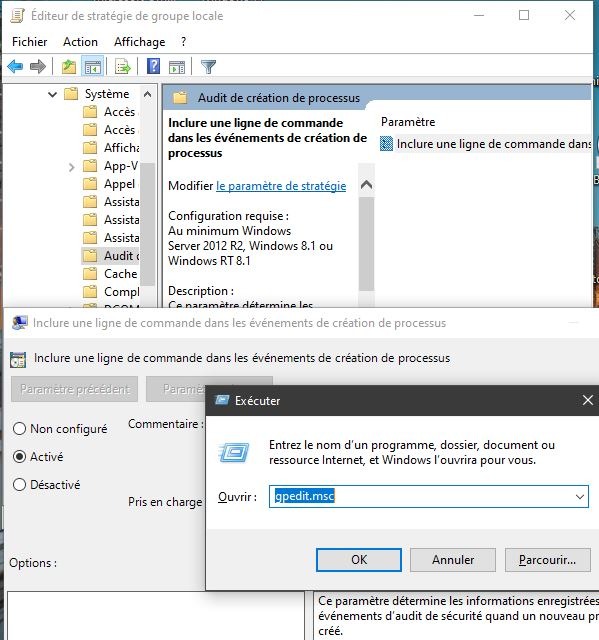 Éditeur de stratégie de groupe locale
Fichier Action Affichage ?
Système
Accès
Accès
Afficha
App-V
Appel
Assista
Assista
Assista
Audit
Cache
Compl
Audit de création de processus
Inclure une ligne de commande
dans les événements de création de
processus
Modifier le paramètre de stratégie
Configuration requise :
Au minimum Windows
Server 2012 R2, Windows 8.1 ou
Windows RT 8.1
Description :
Ce paramètre détermine les
Paramètre
Inclure une ligne de commande dans
Inclure une ligne de commande dans les événements de création de processus
Inclure une ligne de commande dans les événements de création de processus
Paramètre précédent
Non configuré
Activé
Désactivé
Commentaire :
Pris en charge
Options :
Exécuter
Entrez le nom d'un programme, dossier, document ou
ressource Internet, et Windows l'ouvrira pour vous.
Ouvrir : gpedit.msc
OK Annuler Parcourir...
Ce paramètre détermine les informations enregistrées
événements d'audit de sécurité quand un nouveau pr
créé.